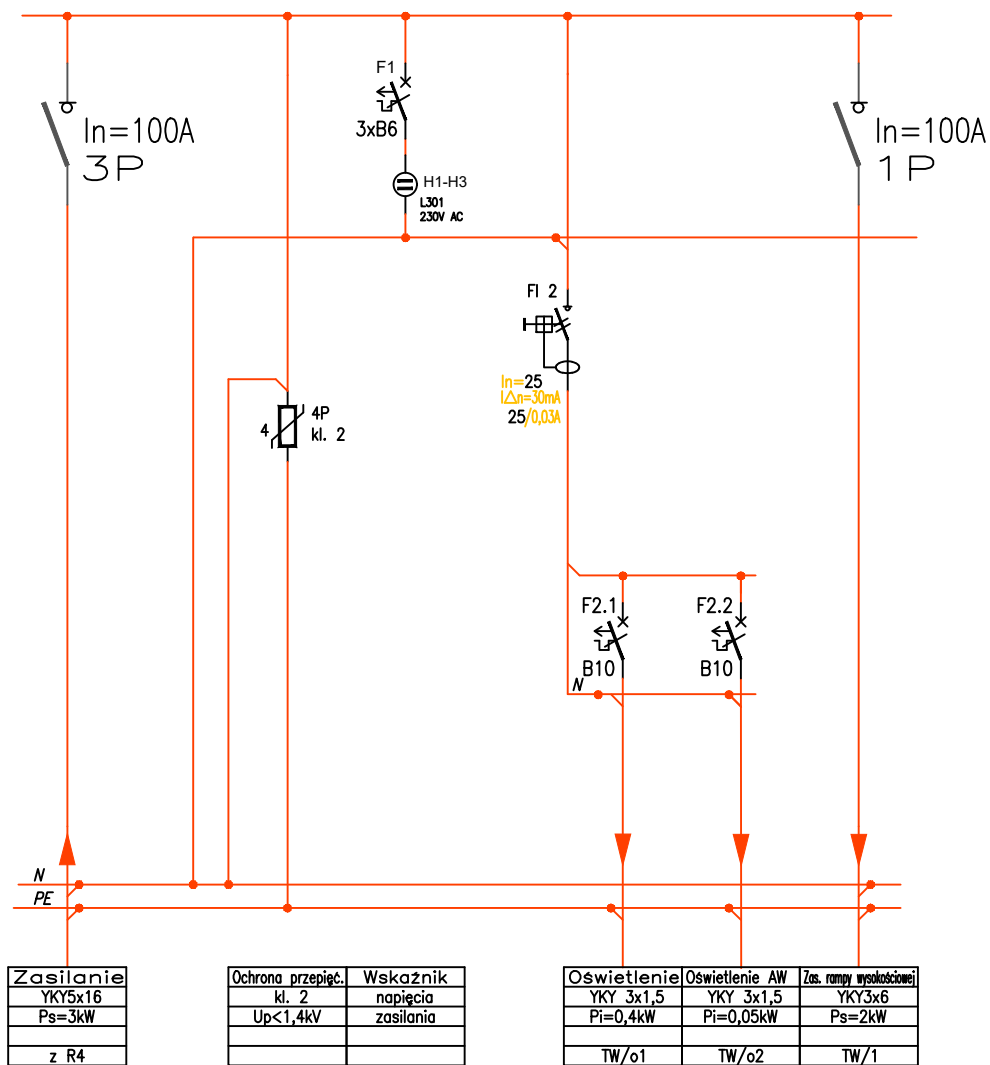 F1
3xB6
In=100A
3P
In=100A
1P
H1-H3
L301
230V AC
FI 2
In=25
I△n=30mA
25/0,03A
4
4P
kl. 2
F2.1
B10
F2.2
B10
N
N
PE
Zasilanie
YKY5x16
Ps=3kW
z R4
Ochrona przepięć.
kl. 2
Up<1,4kV
Wskaźnik
napięcia
zasilania
Oświetlenie
YKY 3x1,5
Pi=0,4kW
TW/o1
Oświetlenie AW
YKY 3x1,5
Pi=0,05kW
TW/o2
Zas. rampy wysokościowej
YKY3x6
Ps=2kW
TW/1